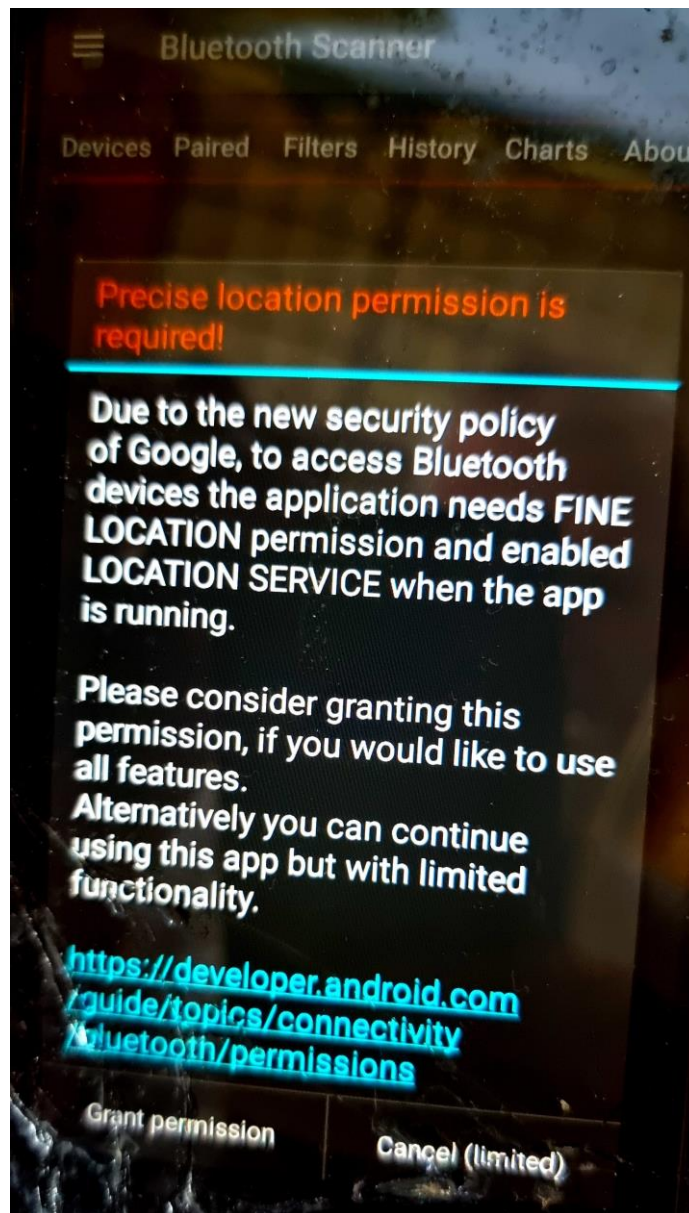 Bluetooth Scanner
Devices Paired Filters History Charts Abou
Precise location permission is
required!
Due to the new security policy
of Google, to access Bluetooth
devices the application needs FINE
LOCATION permission and enabled
LOCATION SERVICE when the app
is running.
Please consider granting this
permission, if you would like to use
all features.
Alternatively you can continue
using this app but with limited
functionality.
https://developer.android.com
/guide/topics/connectivity
/bluetooth/permissions
Grant permission
Cancel (limited)